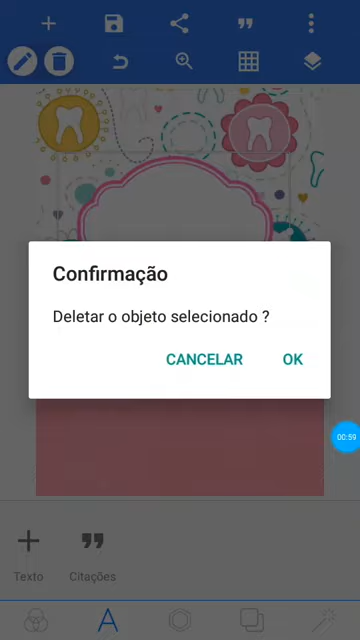 Confirmação
Deletar o objeto selecionado ?
CANCELAR
OK
00:59
Texto
Citações